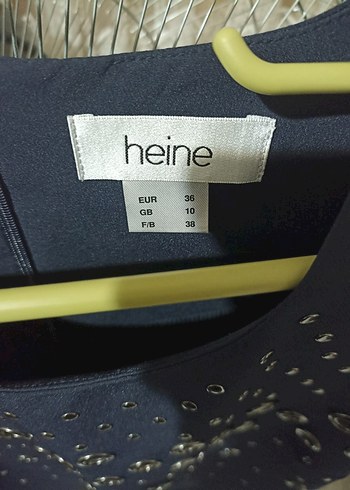 heine
EUR 36
GB 10
F/B 38